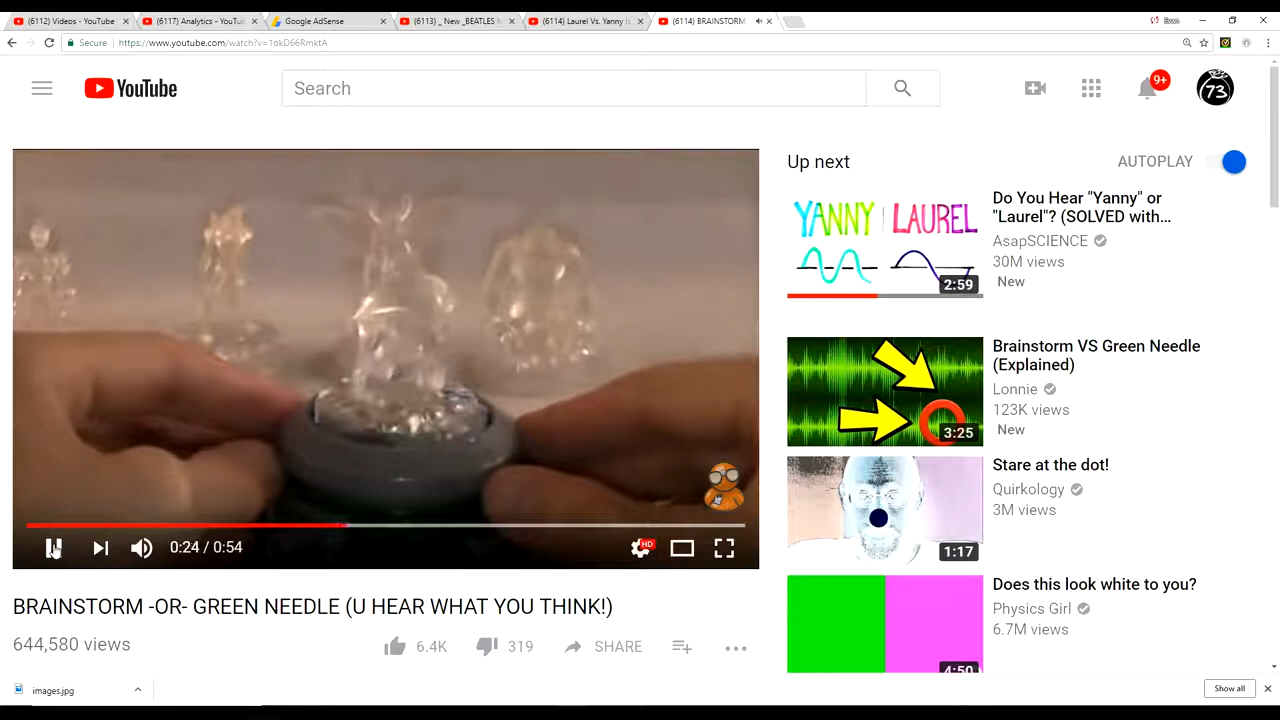 (6112) Videos - YouTube
(6117) Analytics - YouTu
Google AdSense
(6113) _ New _BEATLES M
(6114) Laurel Vs. Yanny Is
(6114) BRAINSTORM
Evan
Secure
https://www.youtube.com/watch?v=1okD66RmktA
YouTube
Search
9+
73
Up next
AUTOPLAY
YANNY LAUREL
2:59
Do You Hear "Yanny" or
"Laurel"? (SOLVED with...
AsapSCIENCE
30M views
New
3:25
Brainstorm VS Green Needle
(Explained)
Lonnie
123K views
New
1:17
Stare at the dot!
Quirkology
3M views
4:50
Does this look white to you?
Physics Girl
6.7M views
0:24 / 0:54
HD
BRAINSTORM -OR- GREEN NEEDLE (U HEAR WHAT YOU THINK!)
644,580 views
6.4K
319
SHARE
images.jpg
Show all